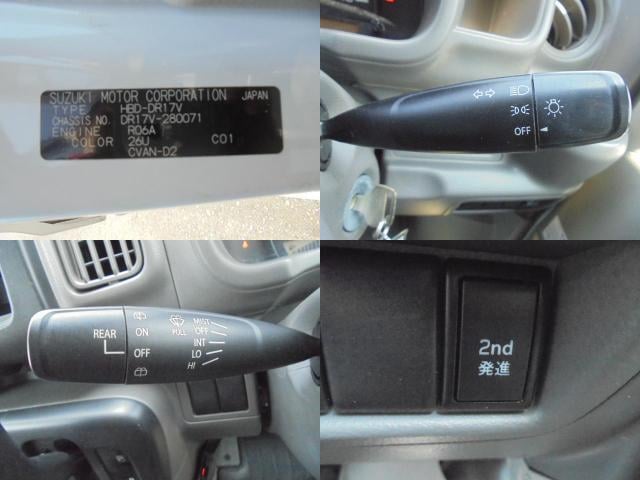 SUZUKI MOTOR CORPORATION JAPAN
TYPE HBD-DR17V
CHASSIS NO. DR17V-280071
ENGINE R06A
COLOR 26U C01
CVAN-D2
OFF
REAR
ON
OFF
PULL
MIST
OFF
INT
LO
HI
2nd
発進